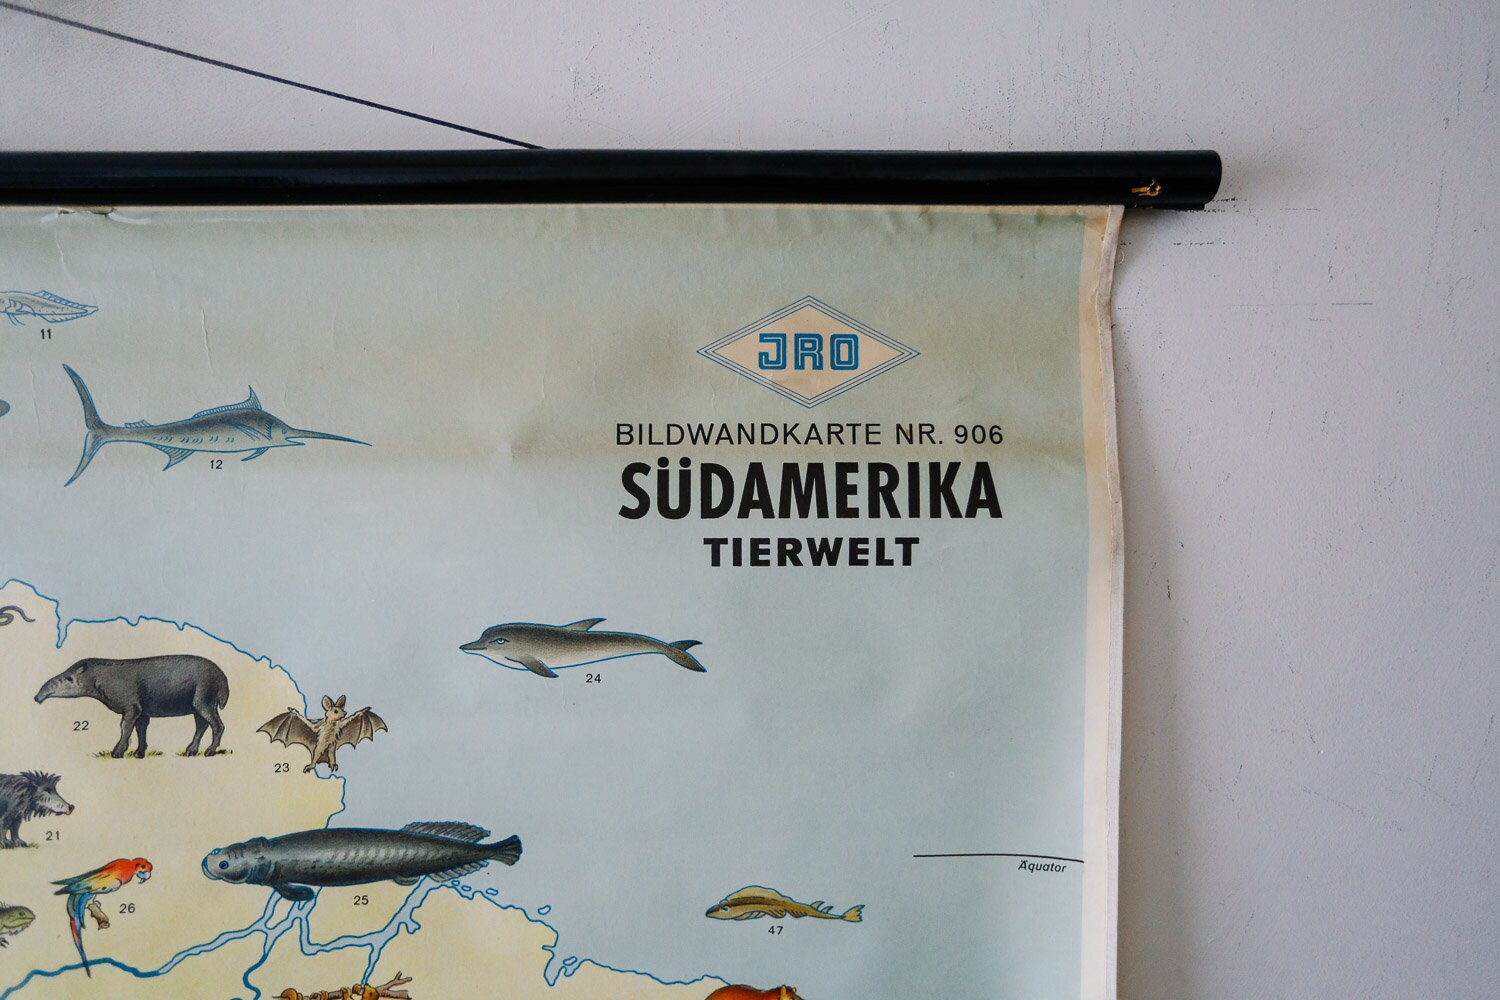 JRO
BILDWANDKARTE NR. 906
SÜDAMERIKA
TIERWELT
11
12
24
22
23
21
26
25
47
Äquator